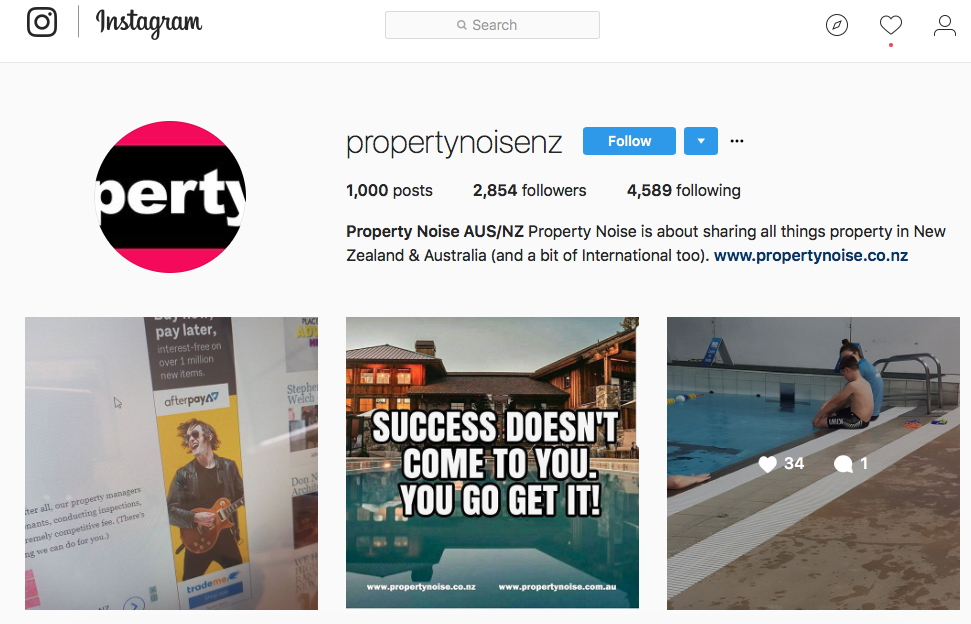 Instagram
Search
propertynoisenz
Follow
1,000 posts 2,854 followers 4,589 following
Property Noise AUS/NZ Property Noise is about sharing all things property in New
Zealand & Australia (and a bit of International too). www.propertynoise.co.nz
perty
Buy now,
pay later,
interest-free on
over 1 million
new items.
afterpay
Stephe
Welch
Don N
Archit
fter all, our property managers
nants, conducting inspections,
remely competitive fee. (There's
ng we can do for you.)
trademe
NZ
SUCCESS DOESN'T
COME TO YOU.
YOU GO GET IT!
www.propertynoise.co.nz www.propertynoise.com.au
34 1